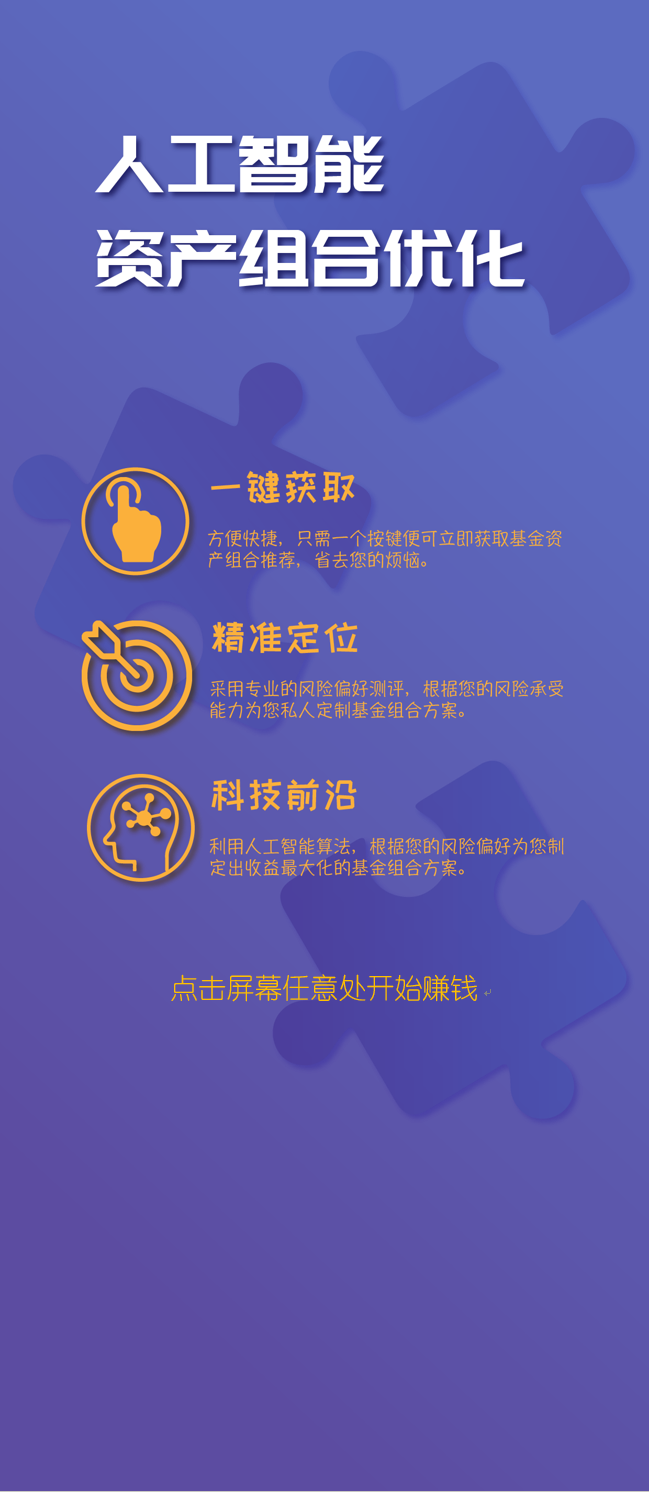 人工智能
资产组合优化
一键获取
方便快捷，只需一个按键便可立即获取基金资
产组合推荐，省去您的烦恼。
精准定位
采用专业的风险偏好测评，根据您的风险承受
能力为您私人定制基金组合方案。
科技前沿
利用人工智能算法，根据您的风险偏好为您制
定出收益最大化的基金组合方案。
点击屏幕任意处开始赚钱